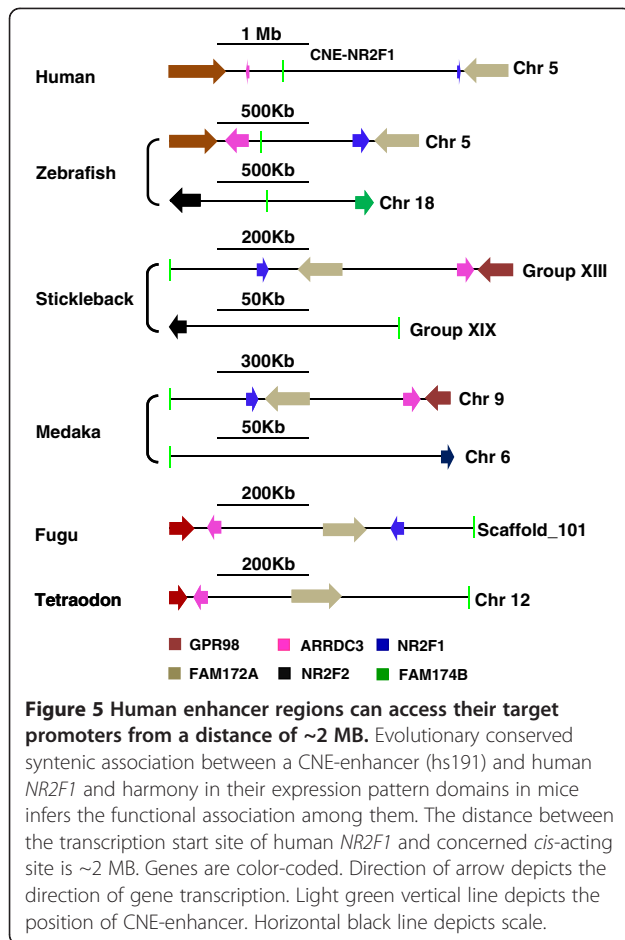 1 Mb
CNE-NR2F1
Human
Chr 5
500Kb
Chr 5
Zebrafish
500Kb
Chr 18
200Kb
Group XIII
Stickleback
50Kb
Group XIX
300Kb
Chr 9
Medaka
50Kb
Chr 6
200Kb
Fugu
Scaffold_101
200Kb
Tetraodon
Chr 12
GPR98 ARRDC3 NR2F1
FAM172A NR2F2 FAM174B
Figure 5 Human enhancer regions can access their target
promoters from a distance of ~2 MB. Evolutionary conserved
syntenic association between a CNE-enhancer (hs191) and human
NR2F1 and harmony in their expression pattern domains in mice
infers the functional association among them. The distance between
the transcription start site of human NR2F1 and concerned cis-acting
site is ~2 MB. Genes are color-coded. Direction of arrow depicts the
direction of gene transcription. Light green vertical line depicts the
position of CNE-enhancer. Horizontal black line depicts scale.